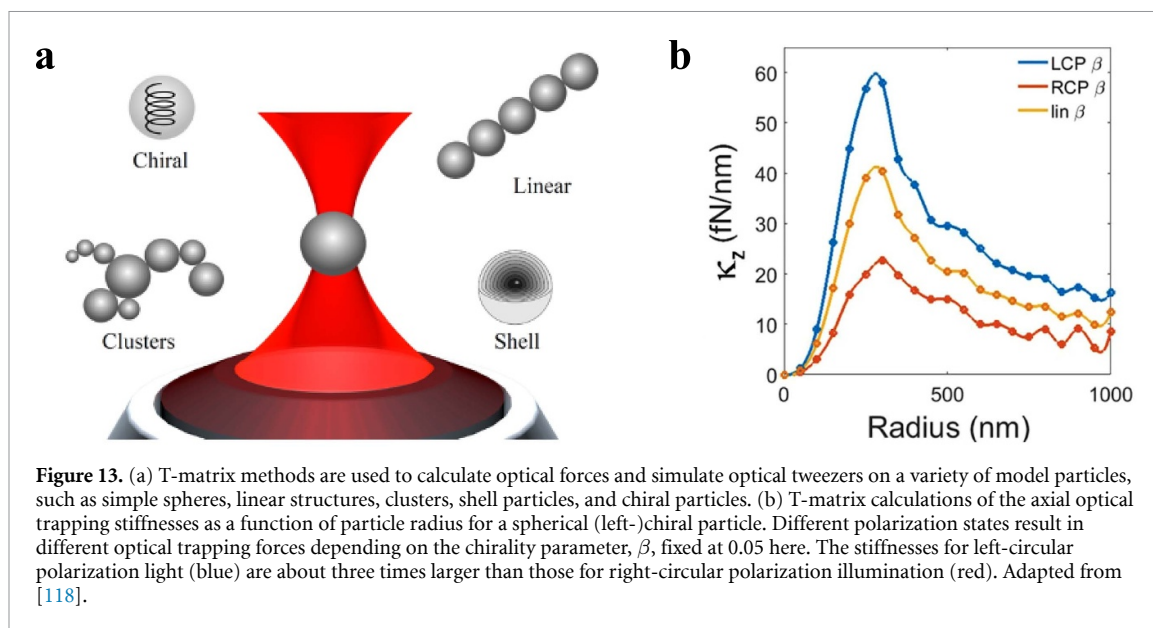 a
Chiral
Linear
Clusters
Shell
b
LCP β
RCP β
lin β
60
50
40
30
20
10
0
κz (fN/nm)
0
500
1000
Radius (nm)
Figure 13. (a) T-matrix methods are used to calculate optical forces and simulate optical tweezers on a variety of model particles,
such as simple spheres, linear structures, clusters, shell particles, and chiral particles. (b) T-matrix calculations of the axial optical
trapping stiffnesses as a function of particle radius for a spherical (left-)chiral particle. Different polarization states result in
different optical trapping forces depending on the chirality parameter, β, fixed at 0.05 here. The stiffnesses for left-circular
polarization light (blue) are about three times larger than those for right-circular polarization illumination (red). Adapted from
[118].